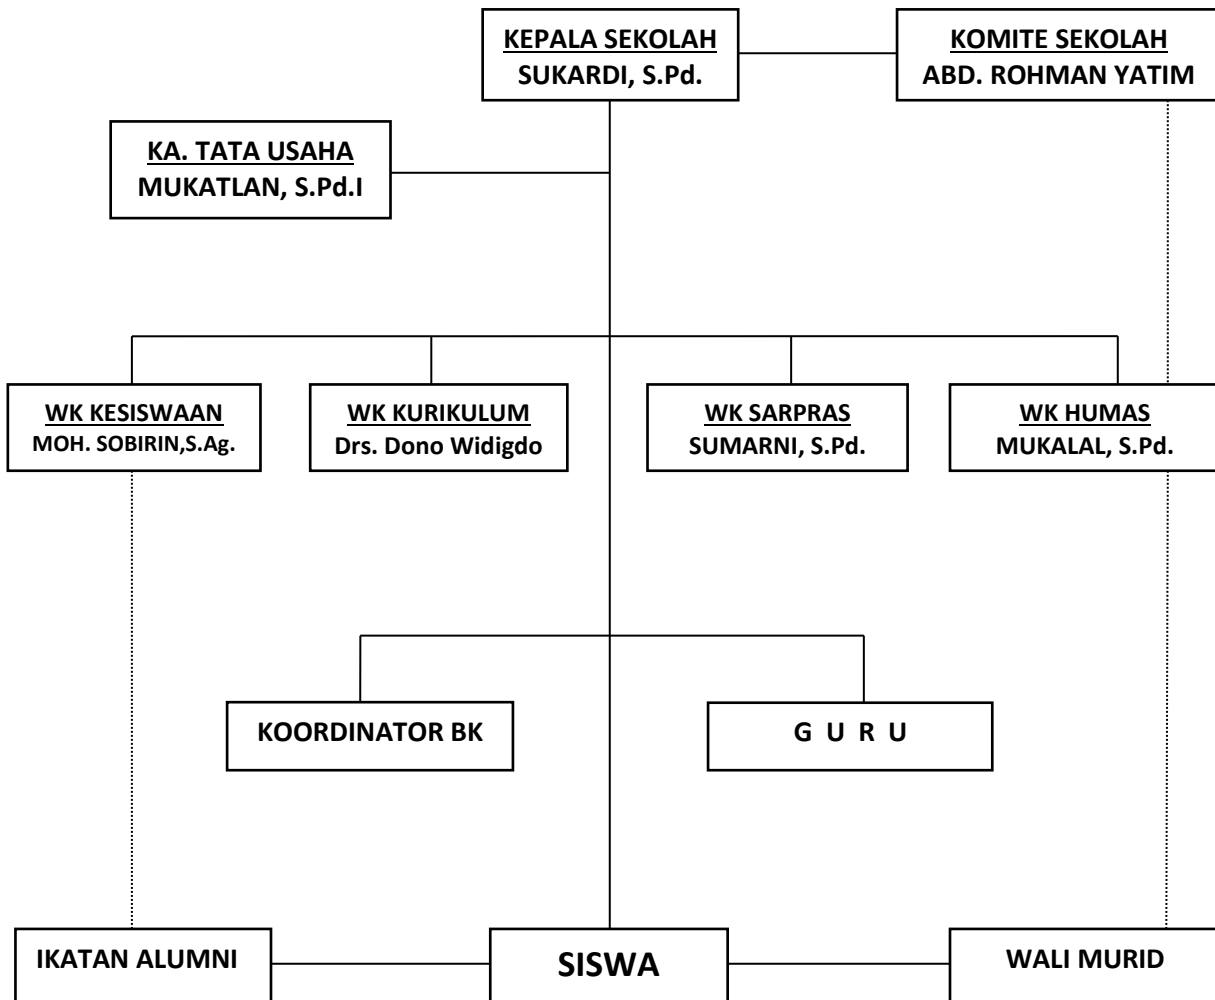 KEPALA SEKOLAH
SUKARDI, S.Pd.
KOMITE SEKOLAH
ABD. ROHMAN YATIM
KA. TATA USAHA
MUKATLAN, S.Pd.I
WK KESISWAAN
MOH. SOBIRIN,S.Ag.
WK KURIKULUM
Drs. Dono Widigdo
WK SARPRAS
SUMARNI, S.Pd.
WK HUMAS
MUKALAL, S.Pd.
KOORDINATOR BK
G U R U
IKATAN ALUMNI
SISWA
WALI MURID